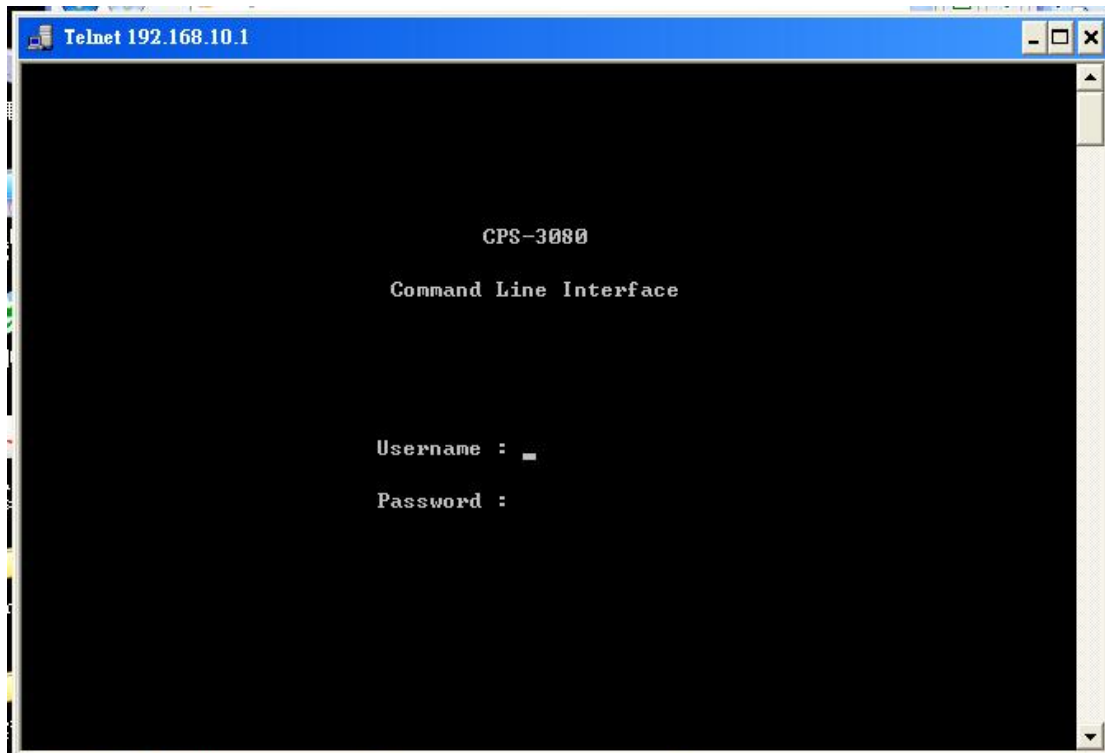 Telnet 192.168.10.1
CPS-3080
Command Line Interface
Username :
Password :